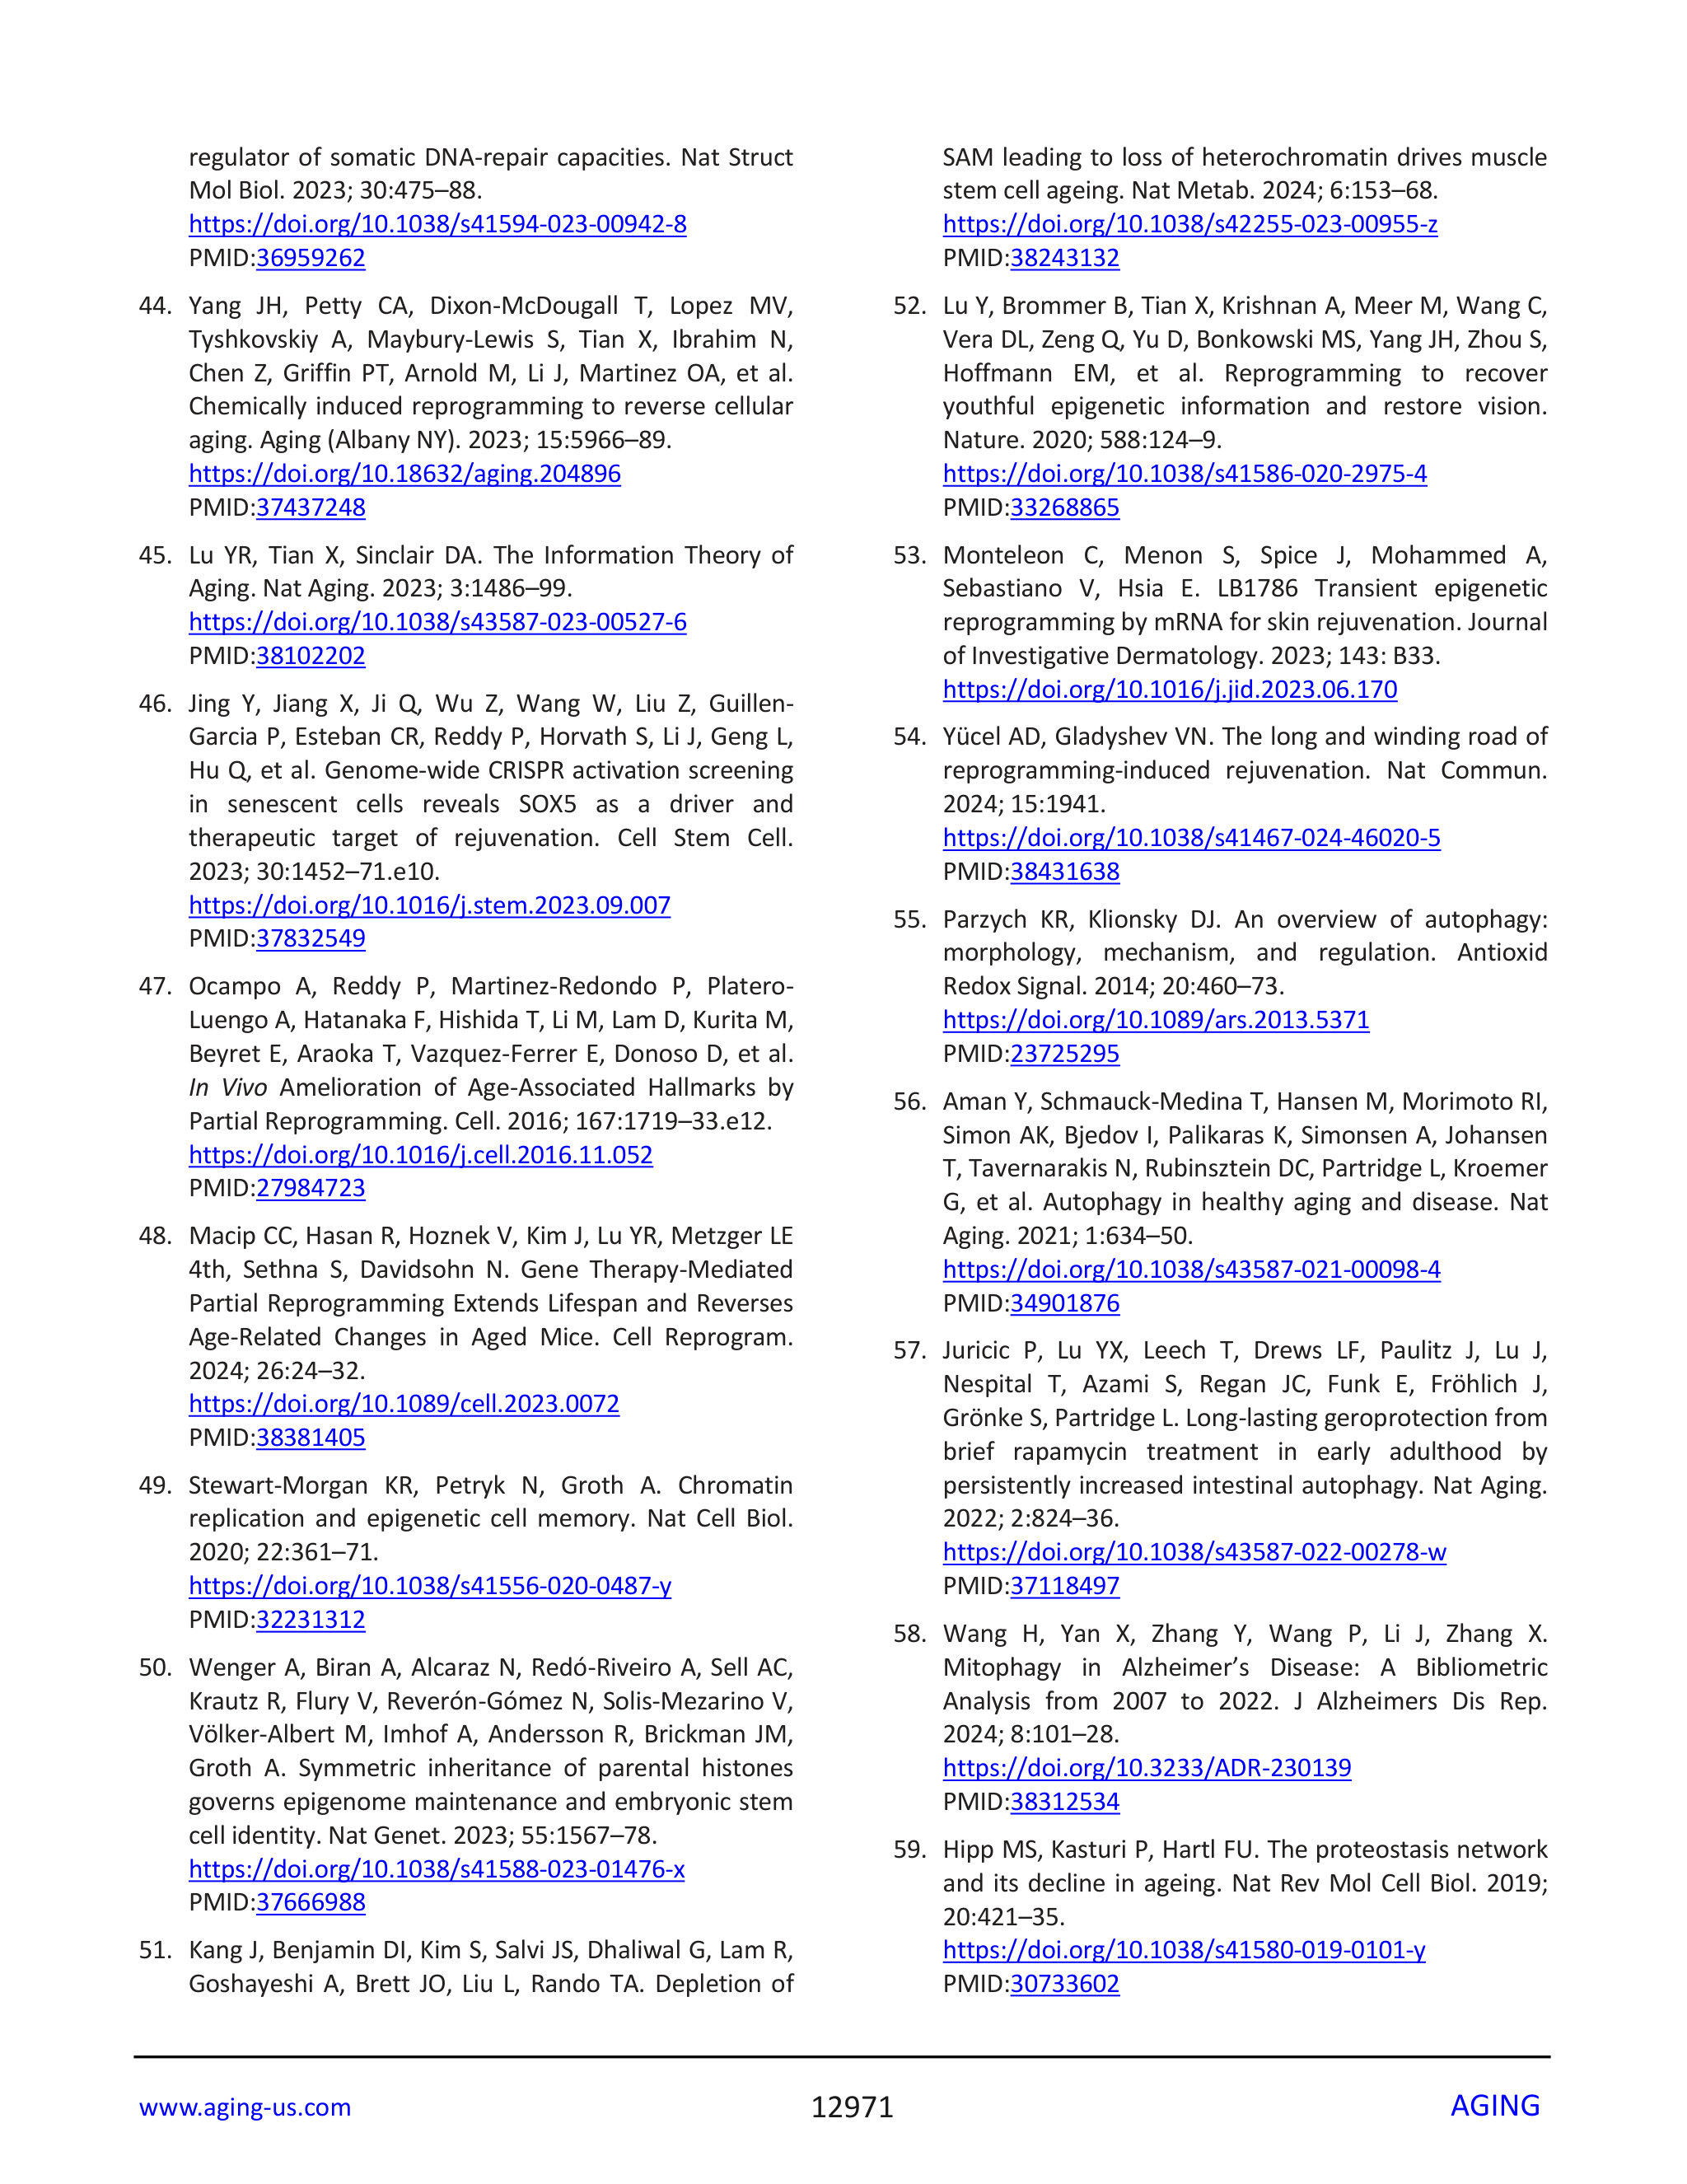 regulator of somatic DNA-repair capacities. Nat Struct
Mol Biol. 2023; 30:475–88.
https://doi.org/10.1038/s41594-023-00942-8
PMID:36959262
44. Yang JH, Petty CA, Dixon-McDougall T, Lopez MV,
Tyshkovskiy A, Maybury-Lewis S, Tian X, Ibrahim N,
Chen Z, Griffin PT, Arnold M, Li J, Martinez OA, et al.
Chemically induced reprogramming to reverse cellular
aging. Aging (Albany NY). 2023; 15:5966–89.
https://doi.org/10.18632/aging.204896
PMID:37437248
45. Lu YR, Tian X, Sinclair DA. The Information Theory of
Aging. Nat Aging. 2023; 3:1486–99.
https://doi.org/10.1038/s43587-023-00527-6
PMID:38102202
46. Jing Y, Jiang X, Ji Q, Wu Z, Wang W, Liu Z, Guillen-
Garcia P, Esteban CR, Reddy P, Horvath S, Li J, Geng L,
Hu Q, et al. Genome-wide CRISPR activation screening
in senescent cells reveals SOX5 as a driver and
therapeutic target of rejuvenation. Cell Stem Cell.
2023; 30:1452–71.e10.
https://doi.org/10.1016/j.stem.2023.09.007
PMID:37832549
47. Ocampo A, Reddy P, Martinez-Redondo P, Platero-
Luengo A, Hatanaka F, Hishida T, Li M, Lam D, Kurita M,
Beyret E, Araoka T, Vazquez-Ferrer E, Donoso D, et al.
In Vivo Amelioration of Age-Associated Hallmarks by
Partial Reprogramming. Cell. 2016; 167:1719–33.e12.
https://doi.org/10.1016/j.cell.2016.11.052
PMID:27984723
48. Macip CC, Hasan R, Hoznek V, Kim J, Lu YR, Metzger LE
4th, Sethna S, Davidsohn N. Gene Therapy-Mediated
Partial Reprogramming Extends Lifespan and Reverses
Age-Related Changes in Aged Mice. Cell Reprogram.
2024; 26:24–32.
https://doi.org/10.1089/cell.2023.0072
PMID:38381405
49. Stewart-Morgan KR, Petryk N, Groth A. Chromatin
replication and epigenetic cell memory. Nat Cell Biol.
2020; 22:361–71.
https://doi.org/10.1038/s41556-020-0487-y
PMID:32231312
50. Wenger A, Biran A, Alcaraz N, Redó-Riveiro A, Sell AC,
Krautz R, Flury V, Reverón-Gómez N, Solis-Mezarino V,
Völker-Albert M, Imhof A, Andersson R, Brickman JM,
Groth A. Symmetric inheritance of parental histones
governs epigenome maintenance and embryonic stem
cell identity. Nat Genet. 2023; 55:1567–78.
https://doi.org/10.1038/s41588-023-01476-x
PMID:37666988
51. Kang J, Benjamin DI, Kim S, Salvi JS, Dhaliwal G, Lam R,
Goshayeshi A, Brett JO, Liu L, Rando TA. Depletion of
SAM leading to loss of heterochromatin drives muscle
stem cell ageing. Nat Metab. 2024; 6:153–68.
https://doi.org/10.1038/s42255-023-00955-z
PMID:38243132
52. Lu Y, Brommer B, Tian X, Krishnan A, Meer M, Wang C,
Vera DL, Zeng Q, Yu D, Bonkowski MS, Yang JH, Zhou S,
Hoffmann EM, et al. Reprogramming to recover
youthful epigenetic information and restore vision.
Nature. 2020; 588:124–9.
https://doi.org/10.1038/s41586-020-2975-4
PMID:33268865
53. Monteleon C, Menon S, Spice J, Mohammed A,
Sebastiano V, Hsia E. LB1786 Transient epigenetic
reprogramming by mRNA for skin rejuvenation. Journal
of Investigative Dermatology. 2023; 143: B33.
https://doi.org/10.1016/j.jid.2023.06.170
54. Yücel AD, Gladyshev VN. The long and winding road of
reprogramming-induced rejuvenation. Nat Commun.
2024; 15:1941.
https://doi.org/10.1038/s41467-024-46020-5
PMID:38431638
55. Parzych KR, Klionsky DJ. An overview of autophagy:
morphology, mechanism, and regulation. Antioxid
Redox Signal. 2014; 20:460–73.
https://doi.org/10.1089/ars.2013.5371
PMID:23725295
56. Aman Y, Schmauck-Medina T, Hansen M, Morimoto RI,
Simon AK, Bjedov I, Palikaras K, Simonsen A, Johansen
T, Tavernarakis N, Rubinsztein DC, Partridge L, Kroemer
G, et al. Autophagy in healthy aging and disease. Nat
Aging. 2021; 1:634–50.
https://doi.org/10.1038/s43587-021-00098-4
PMID:34901876
57. Juricic P, Lu YX, Leech T, Drews LF, Paulitz J, Lu J,
Nespital T, Azami S, Regan JC, Funk E, Fröhlich J,
Grönke S, Partridge L. Long-lasting geroprotection from
brief rapamycin treatment in early adulthood by
persistently increased intestinal autophagy. Nat Aging.
2022; 2:824–36.
https://doi.org/10.1038/s43587-022-00278-w
PMID:37118497
58. Wang H, Yan X, Zhang Y, Wang P, Li J, Zhang X.
Mitophagy in Alzheimer’s Disease: A Bibliometric
Analysis from 2007 to 2022. J Alzheimers Dis Rep.
2024; 8:101–28.
https://doi.org/10.3233/ADR-230139
PMID:38312534
59. Hipp MS, Kasturi P, Hartl FU. The proteostasis network
and its decline in ageing. Nat Rev Mol Cell Biol. 2019;
20:421–35.
https://doi.org/10.1038/s41580-019-0101-y
PMID:30733602
www.aging-us.com 12971 AGING